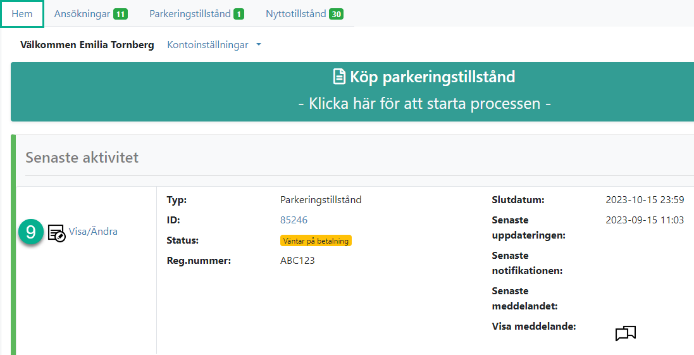 Hem Ansökningar 11 Parkeringstillstånd 1 Nyttotillstånd 30
Välkommen Emilia Tornberg Kontoinställningar
Köp parkeringstillstånd
- Klicka här för att starta processen -
Senaste aktivitet
9 Visa/Ändra
Typ: Parkeringstillstånd
ID: 85246
Status: Väntar på betalning
Reg.nummer: ABC123
Slutdatum: 2023-10-15 23:59
Senaste uppdateringen: 2023-09-15 11:03
Senaste notifikationen:
Senaste meddelandet:
Visa meddelande: